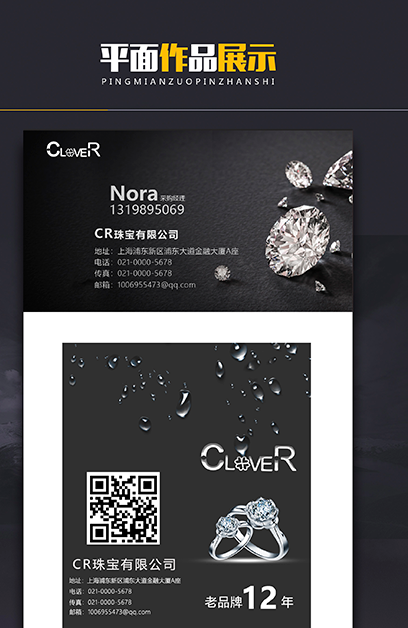 平面作品展示
PINGMIANZUOPINZHANSHI
CLOVER
Nora 采购经理
1319895069
CR珠宝有限公司
地址：上海浦东新区浦东大道金融大厦A座
电话：021-0000-5678
传真：021-0000-5678
邮箱：1006955473@qq.com
CLOVER
CR珠宝有限公司
地址：上海浦东新区浦东大道金融大厦A座
电话：021-0000-5678
传真：021-0000-5678
邮箱：1006955473@qq.com
老品牌12年